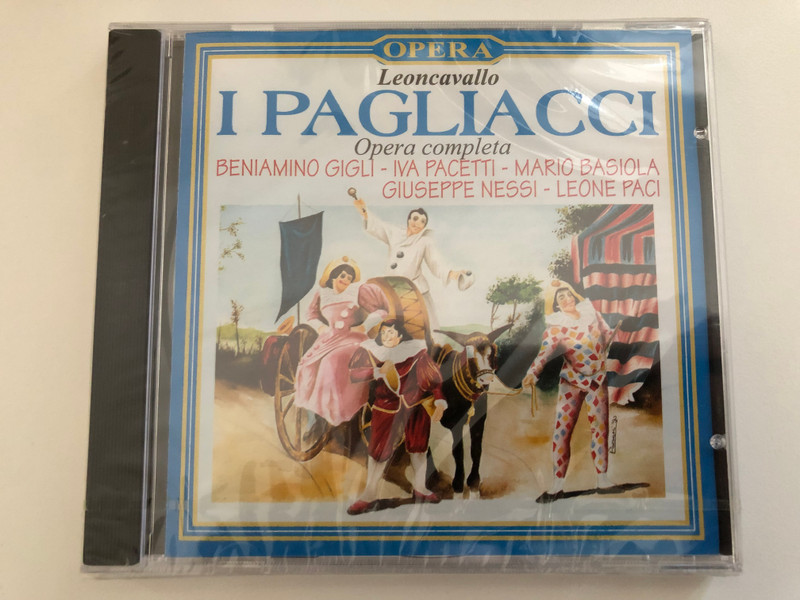 OPERA
Leoncavallo
I PAGLIACCI
Opera completa
BENIAMINO GIGLI - IVA PACETTI - MARIO BASIOLA
GIUSEPPE NESSI - LEONE PACI